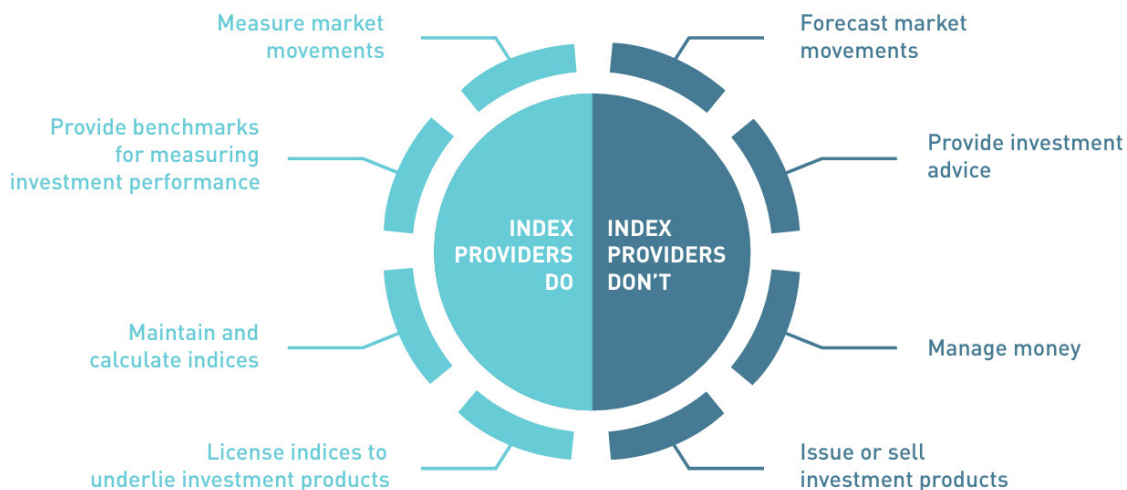 Measure market
movements
Provide benchmarks
for measuring
investment performance
Maintain and
calculate indices
License indices to
underlie investment products
INDEX
PROVIDERS
DO
INDEX
PROVIDERS
DON'T
Forecast market
movements
Provide investment
advice
Manage money
Issue or sell
investment products